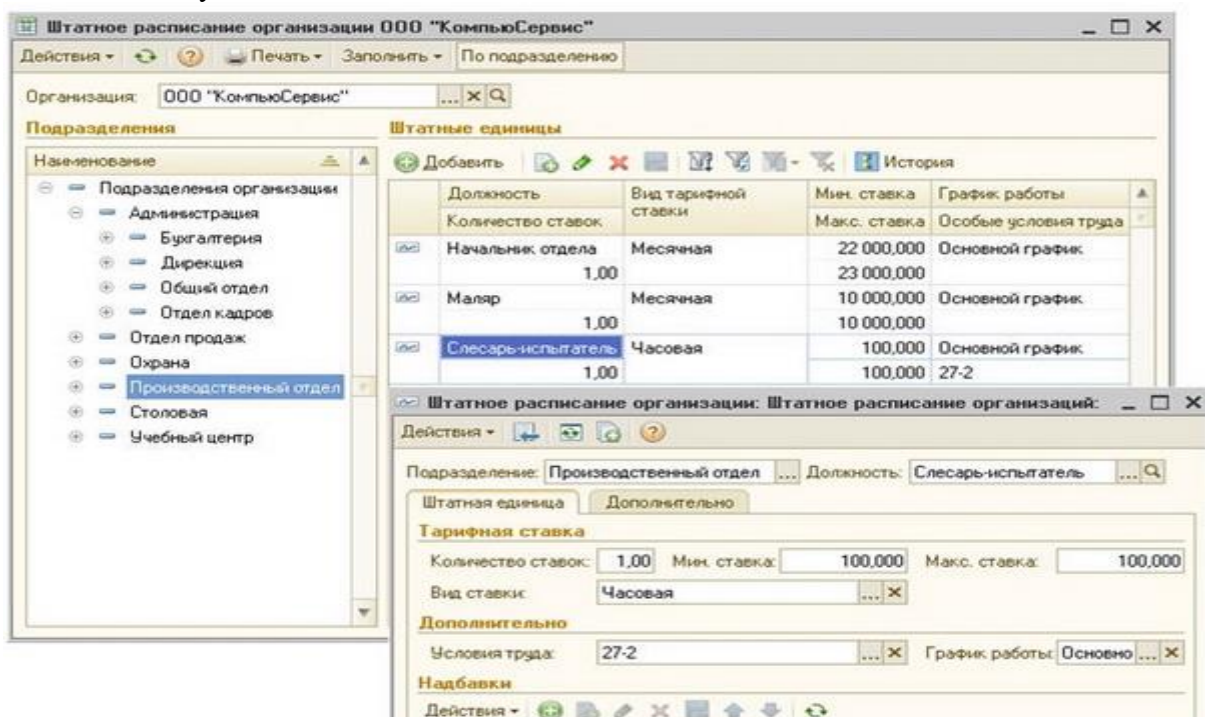 Штатное расписание организации ООО "КомпьюСервис"
Действия Печать Заполнить По подразделению
Организация: ООО "КомпьюСервис" ...
Подразделения
Штатные единицы
Наименование
Подразделения организации
Администрация
Бухгалтерия
Дирекция
Общий отдел
Отдел кадров
Отдел продаж
Охрана
Производственный отдел
Столовая
Учебный центр
Добавить История
Должность Вид тарифной ставки Мин. ставка График работы
Количество ставок Макс. ставка Особые условия труда
Начальник отдела Месячная 22 000,000 Основной график
1,00 23 000,000
Маляр Месячная 10 000,000 Основной график
1,00 10 000,000
Слесарь-испытатель Часовая 100,000 Основной график
1,00 100,000 27-2
Штатное расписание организации: Штатное расписание организаций:
Действия
Подразделение: Производственный отдел ... Должность: Слесарь-испытатель ...
Штатная единица Дополнительно
Тарифная ставка
Количество ставок: 1,00 Мин. ставка: 100,000 Макс. ставка: 100,000
Вид ставки: Часовая ...
Дополнительно
Условия труда: 27-2 ... График работы: Основно ...
Надбавки
Действия